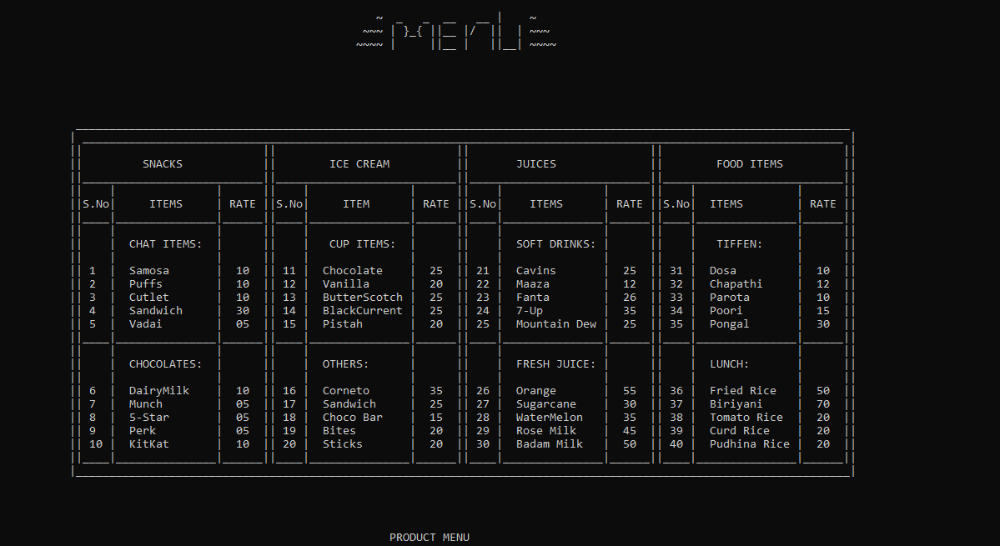 MENU
SNACKS ICE CREAM JUICES FOOD ITEMS
S.No ITEMS RATE S.No ITEM RATE S.No ITEMS RATE S.No ITEMS RATE
CHAT ITEMS: CUP ITEMS: SOFT DRINKS: TIFFEN:
1 Samosa 10 11 Chocolate 25 21 Cavins 25 31 Dosa 10
2 Puffs 10 12 Vanilla 20 22 Maaza 12 32 Chapathi 12
3 Cutlet 10 13 ButterScotch 25 23 Fanta 26 33 Parota 10
4 Sandwich 30 14 BlackCurrent 25 24 7-Up 35 34 Poori 15
5 Vadai 05 15 Pistah 20 25 Mountain Dew 25 35 Pongal 30
CHOCOLATES: OTHERS: FRESH JUICE: LUNCH:
6 DairyMilk 10 16 Corneto 35 26 Orange 55 36 Fried Rice 50
7 Munch 05 17 Sandwich 25 27 Sugarcane 30 37 Biriyani 70
8 5-Star 05 18 Choco Bar 15 28 WaterMelon 35 38 Tomato Rice 20
9 Perk 05 19 Bites 20 29 Rose Milk 45 39 Curd Rice 20
10 KitKat 10 20 Sticks 20 30 Badam Milk 50 40 Pudhina Rice 20
PRODUCT MENU